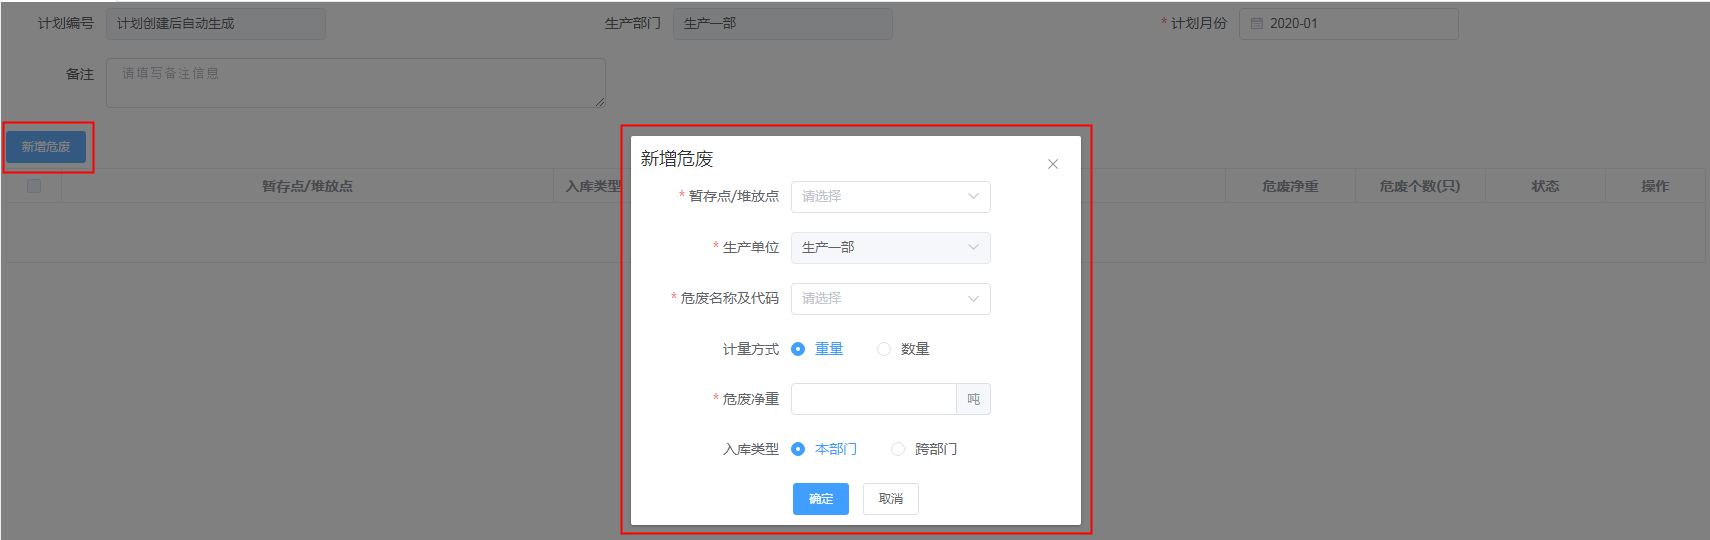 计划编号 计划创建后自动生成 生产部门 生产一部 * 计划月份 2020-01
备注 请填写备注信息
新增危废
暂存点/堆放点 入库类型 危废净重 危废个数(只) 状态 操作
新增危废
* 暂存点/堆放点 请选择
* 生产单位 生产一部
* 危废名称及代码 请选择
计量方式 重量 数量
* 危废净重 吨
入库类型 本部门 跨部门
确定 取消